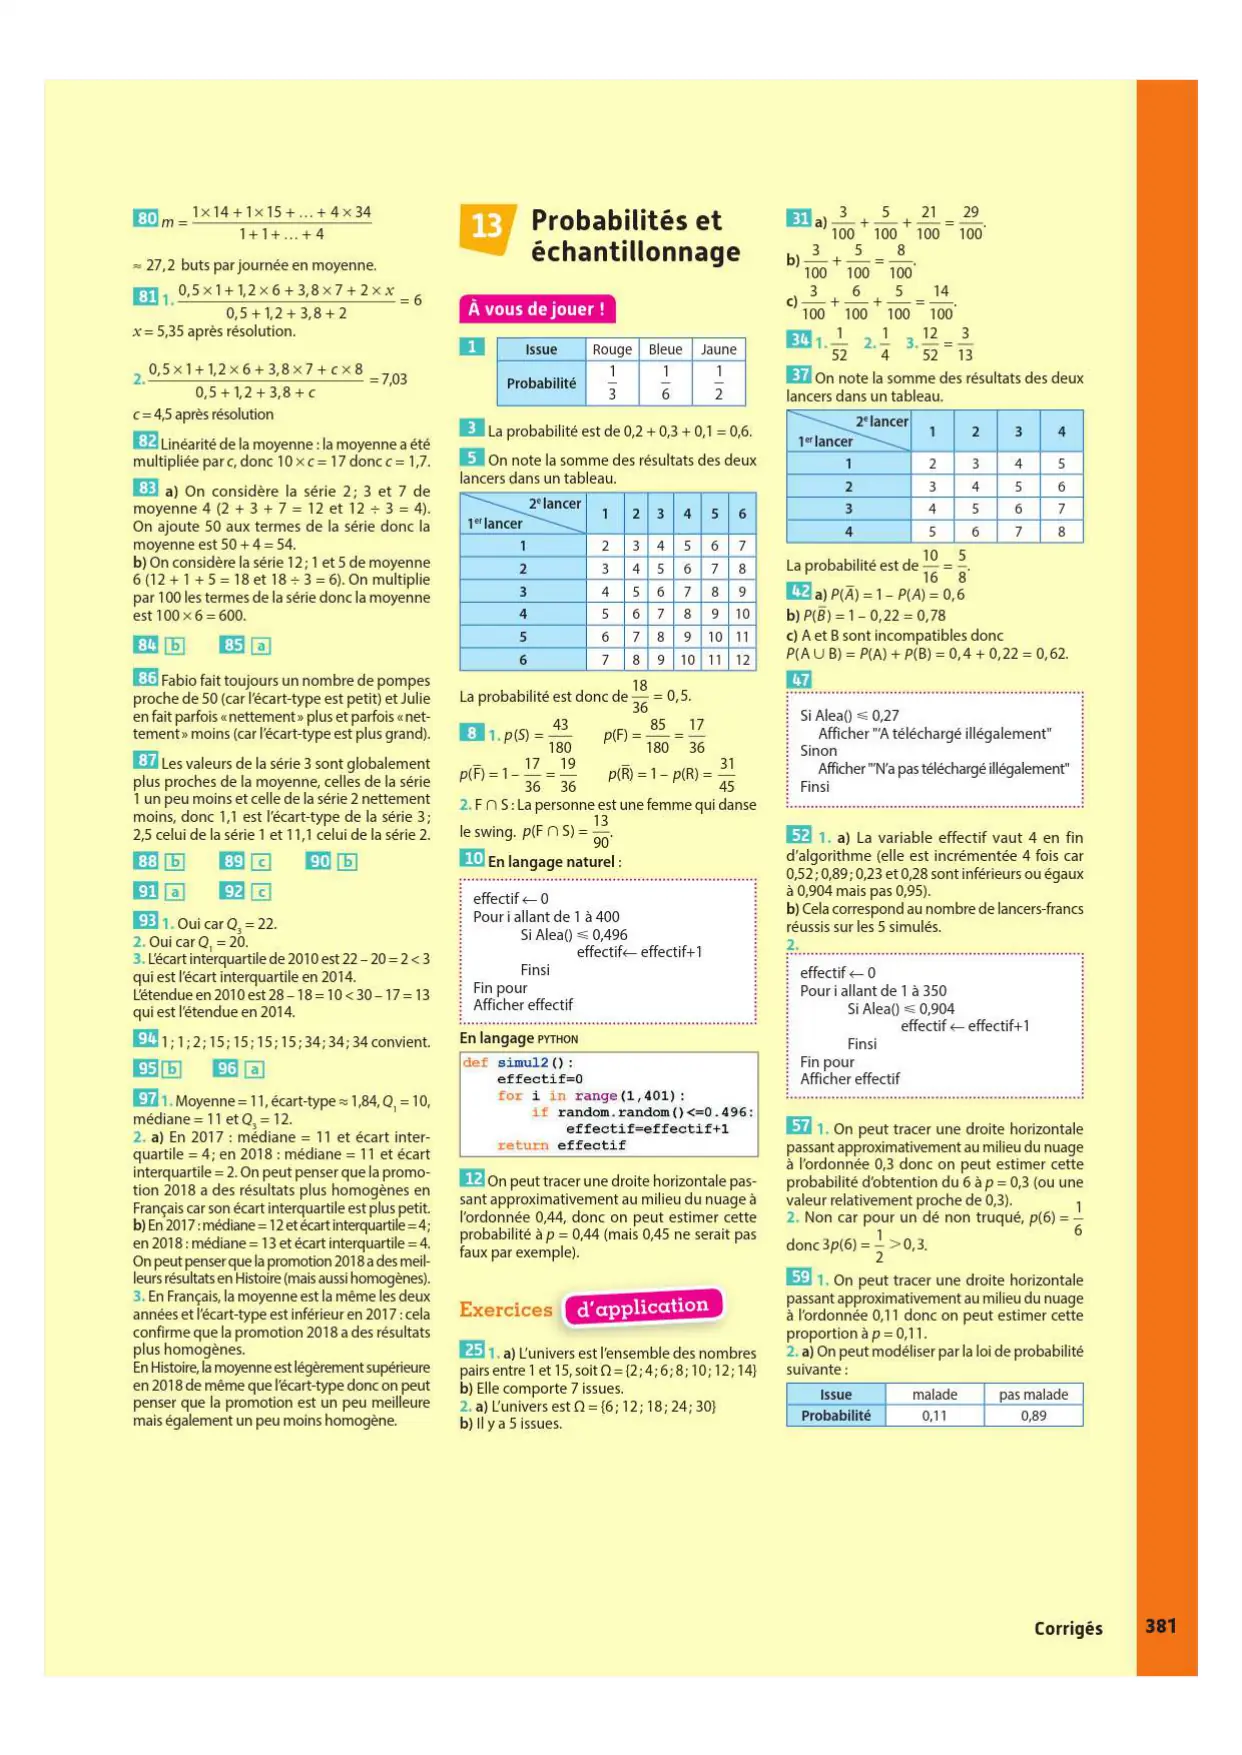 80 m = (1×14 + 1×15 + … + 4×34) / (1 + 1 + … + 4)
≈ 27,2 buts par journée en moyenne.
81 1. (0,5×1 + 1,2×6 + 3,8×7 + 2×x) / (0,5 + 1,2 + 3,8 + 2) = 6
x = 5,35 après résolution.
2. (0,5×1 + 1,2×6 + 3,8×7 + c×8) / (0,5 + 1,2 + 3,8 + c) = 7,03
c = 4,5 après résolution
82 Linéarité de la moyenne : la moyenne a été
multipliée par c, donc 10 × c = 17 donc c = 1,7.
83 a) On considère la série 2 ; 3 et 7 de
moyenne 4 (2 + 3 + 7 = 12 et 12 ÷ 3 = 4).
On ajoute 50 aux termes de la série donc la
moyenne est 50 + 4 = 54.
b) On considère la série 12 ; 1 et 5 de moyenne
6 (12 + 1 + 5 = 18 et 18 ÷ 3 = 6). On multiplie
par 100 les termes de la série donc la moyenne
est 100 × 6 = 600.
84 b 85 a
86 Fabio fait toujours un nombre de pompes
proche de 50 (car l'écart-type est petit) et Julie
en fait parfois « nettement » plus et parfois « net-
tement » moins (car l'écart-type est plus grand).
87 Les valeurs de la série 3 sont globalement
plus proches de la moyenne, celles de la série
1 un peu moins et celle de la série 2 nettement
moins, donc 1,1 est l'écart-type de la série 3 ;
2,5 celui de la série 1 et 11,1 celui de la série 2.
88 b 89 c 90 b
91 a 92 c
93 1. Oui car Q3 = 22.
2. Oui car Q1 = 20.
3. L'écart interquartile de 2010 est 22 – 20 = 2 < 3
qui est l'écart interquartile en 2014.
L'étendue en 2010 est 28 – 18 = 10 < 30 – 17 = 13
qui est l'étendue en 2014.
94 1 ; 1 ; 2 ; 15 ; 15 ; 15 ; 15 ; 34 ; 34 ; 34 convient.
95 b 96 a
97 1. Moyenne = 11, écart-type ≈ 1,84, Q1 = 10,
médiane = 11 et Q3 = 12.
2. a) En 2017 : médiane = 11 et écart inter-
quartile = 4 ; en 2018 : médiane = 11 et écart
interquartile = 2. On peut penser que la promo-
tion 2018 a des résultats plus homogènes en
Français car son écart interquartile est plus petit.
b) En 2017 : médiane = 12 et écart interquartile = 4 ;
en 2018 : médiane = 13 et écart interquartile = 4.
On peut penser que la promotion 2018 a des meil-
leurs résultats en Histoire (mais aussi homogènes).
3. En Français, la moyenne est la même les deux
années et l'écart-type est inférieur en 2017 : cela
confirme que la promotion 2018 a des résultats
plus homogènes.
En Histoire, la moyenne est légèrement supérieure
en 2018 de même que l'écart-type donc on peut
penser que la promotion est un peu meilleure
mais également un peu moins homogène.
13 Probabilités et
échantillonnage
À vous de jouer !
1 Issue Rouge Bleue Jaune
Probabilité 1/3 1/6 1/2
3 La probabilité est de 0,2 + 0,3 + 0,1 = 0,6.
5 On note la somme des résultats des deux
lancers dans un tableau.
2e lancer
1er lancer 1 2 3 4 5 6
1 2 3 4 5 6 7
2 3 4 5 6 7 8
3 4 5 6 7 8 9
4 5 6 7 8 9 10
5 6 7 8 9 10 11
6 7 8 9 10 11 12
La probabilité est donc de 18/36 = 0,5.
8 1. p(S) = 43/180 p(F) = 85/180 = 17/36
p(F̅) = 1 – 17/36 = 19/36 p(R̅) = 1 – p(R) = 31/45
2. F ∩ S : La personne est une femme qui danse
le swing. p(F ∩ S) = 13/90.
10 En langage naturel :
effectif ← 0
Pour i allant de 1 à 400
Si Alea() ⩽ 0,496
effectif← effectif+1
Finsi
Fin pour
Afficher effectif
En langage PYTHON
def simul2():
effectif=0
for i in range(1,401):
if random.random()<=0.496:
effectif=effectif+1
return effectif
12 On peut tracer une droite horizontale pas-
sant approximativement au milieu du nuage à
l'ordonnée 0,44, donc on peut estimer cette
probabilité à p = 0,44 (mais 0,45 ne serait pas
faux par exemple).
Exercices d'application
25 1. a) L'univers est l'ensemble des nombres
pairs entre 1 et 15, soit Ω = {2 ; 4 ; 6 ; 8 ; 10 ; 12 ; 14}
b) Elle comporte 7 issues.
2. a) L'univers est Ω = {6 ; 12 ; 18 ; 24 ; 30}
b) Il y a 5 issues.
31 a) 3/100 + 5/100 + 21/100 = 29/100.
b) 3/100 + 5/100 = 8/100.
c) 3/100 + 6/100 + 5/100 = 14/100.
34 1. 1/52 2. 1/4 3. 12/52 = 3/13
37 On note la somme des résultats des deux
lancers dans un tableau.
2e lancer
1er lancer 1 2 3 4
1 2 3 4 5
2 3 4 5 6
3 4 5 6 7
4 5 6 7 8
La probabilité est de 10/16 = 5/8.
42 a) P(A̅) = 1 – P(A) = 0,6
b) P(B̅) = 1 – 0,22 = 0,78
c) A et B sont incompatibles donc
P(A ∪ B) = P(A) + P(B) = 0,4 + 0,22 = 0,62.
47
Si Alea() ⩽ 0,27
Afficher "'A téléchargé illégalement"
Sinon
Afficher "'N'a pas téléchargé illégalement"
Finsi
52 1. a) La variable effectif vaut 4 en fin
d'algorithme (elle est incrémentée 4 fois car
0,52 ; 0,89 ; 0,23 et 0,28 sont inférieurs ou égaux
à 0,904 mais pas 0,95).
b) Cela correspond au nombre de lancers-francs
réussis sur les 5 simulés.
2.
effectif ← 0
Pour i allant de 1 à 350
Si Alea() ⩽ 0,904
effectif ← effectif+1
Finsi
Fin pour
Afficher effectif
57 1. On peut tracer une droite horizontale
passant approximativement au milieu du nuage
à l'ordonnée 0,3 donc on peut estimer cette
probabilité d'obtention du 6 à p = 0,3 (ou une
valeur relativement proche de 0,3).
2. Non car pour un dé non truqué, p(6) = 1/6
donc 3p(6) = 1/2 > 0,3.
59 1. On peut tracer une droite horizontale
passant approximativement au milieu du nuage
à l'ordonnée 0,11 donc on peut estimer cette
proportion à p = 0,11.
2. a) On peut modéliser par la loi de probabilité
suivante :
Issue malade pas malade
Probabilité 0,11 0,89
Corrigés 381